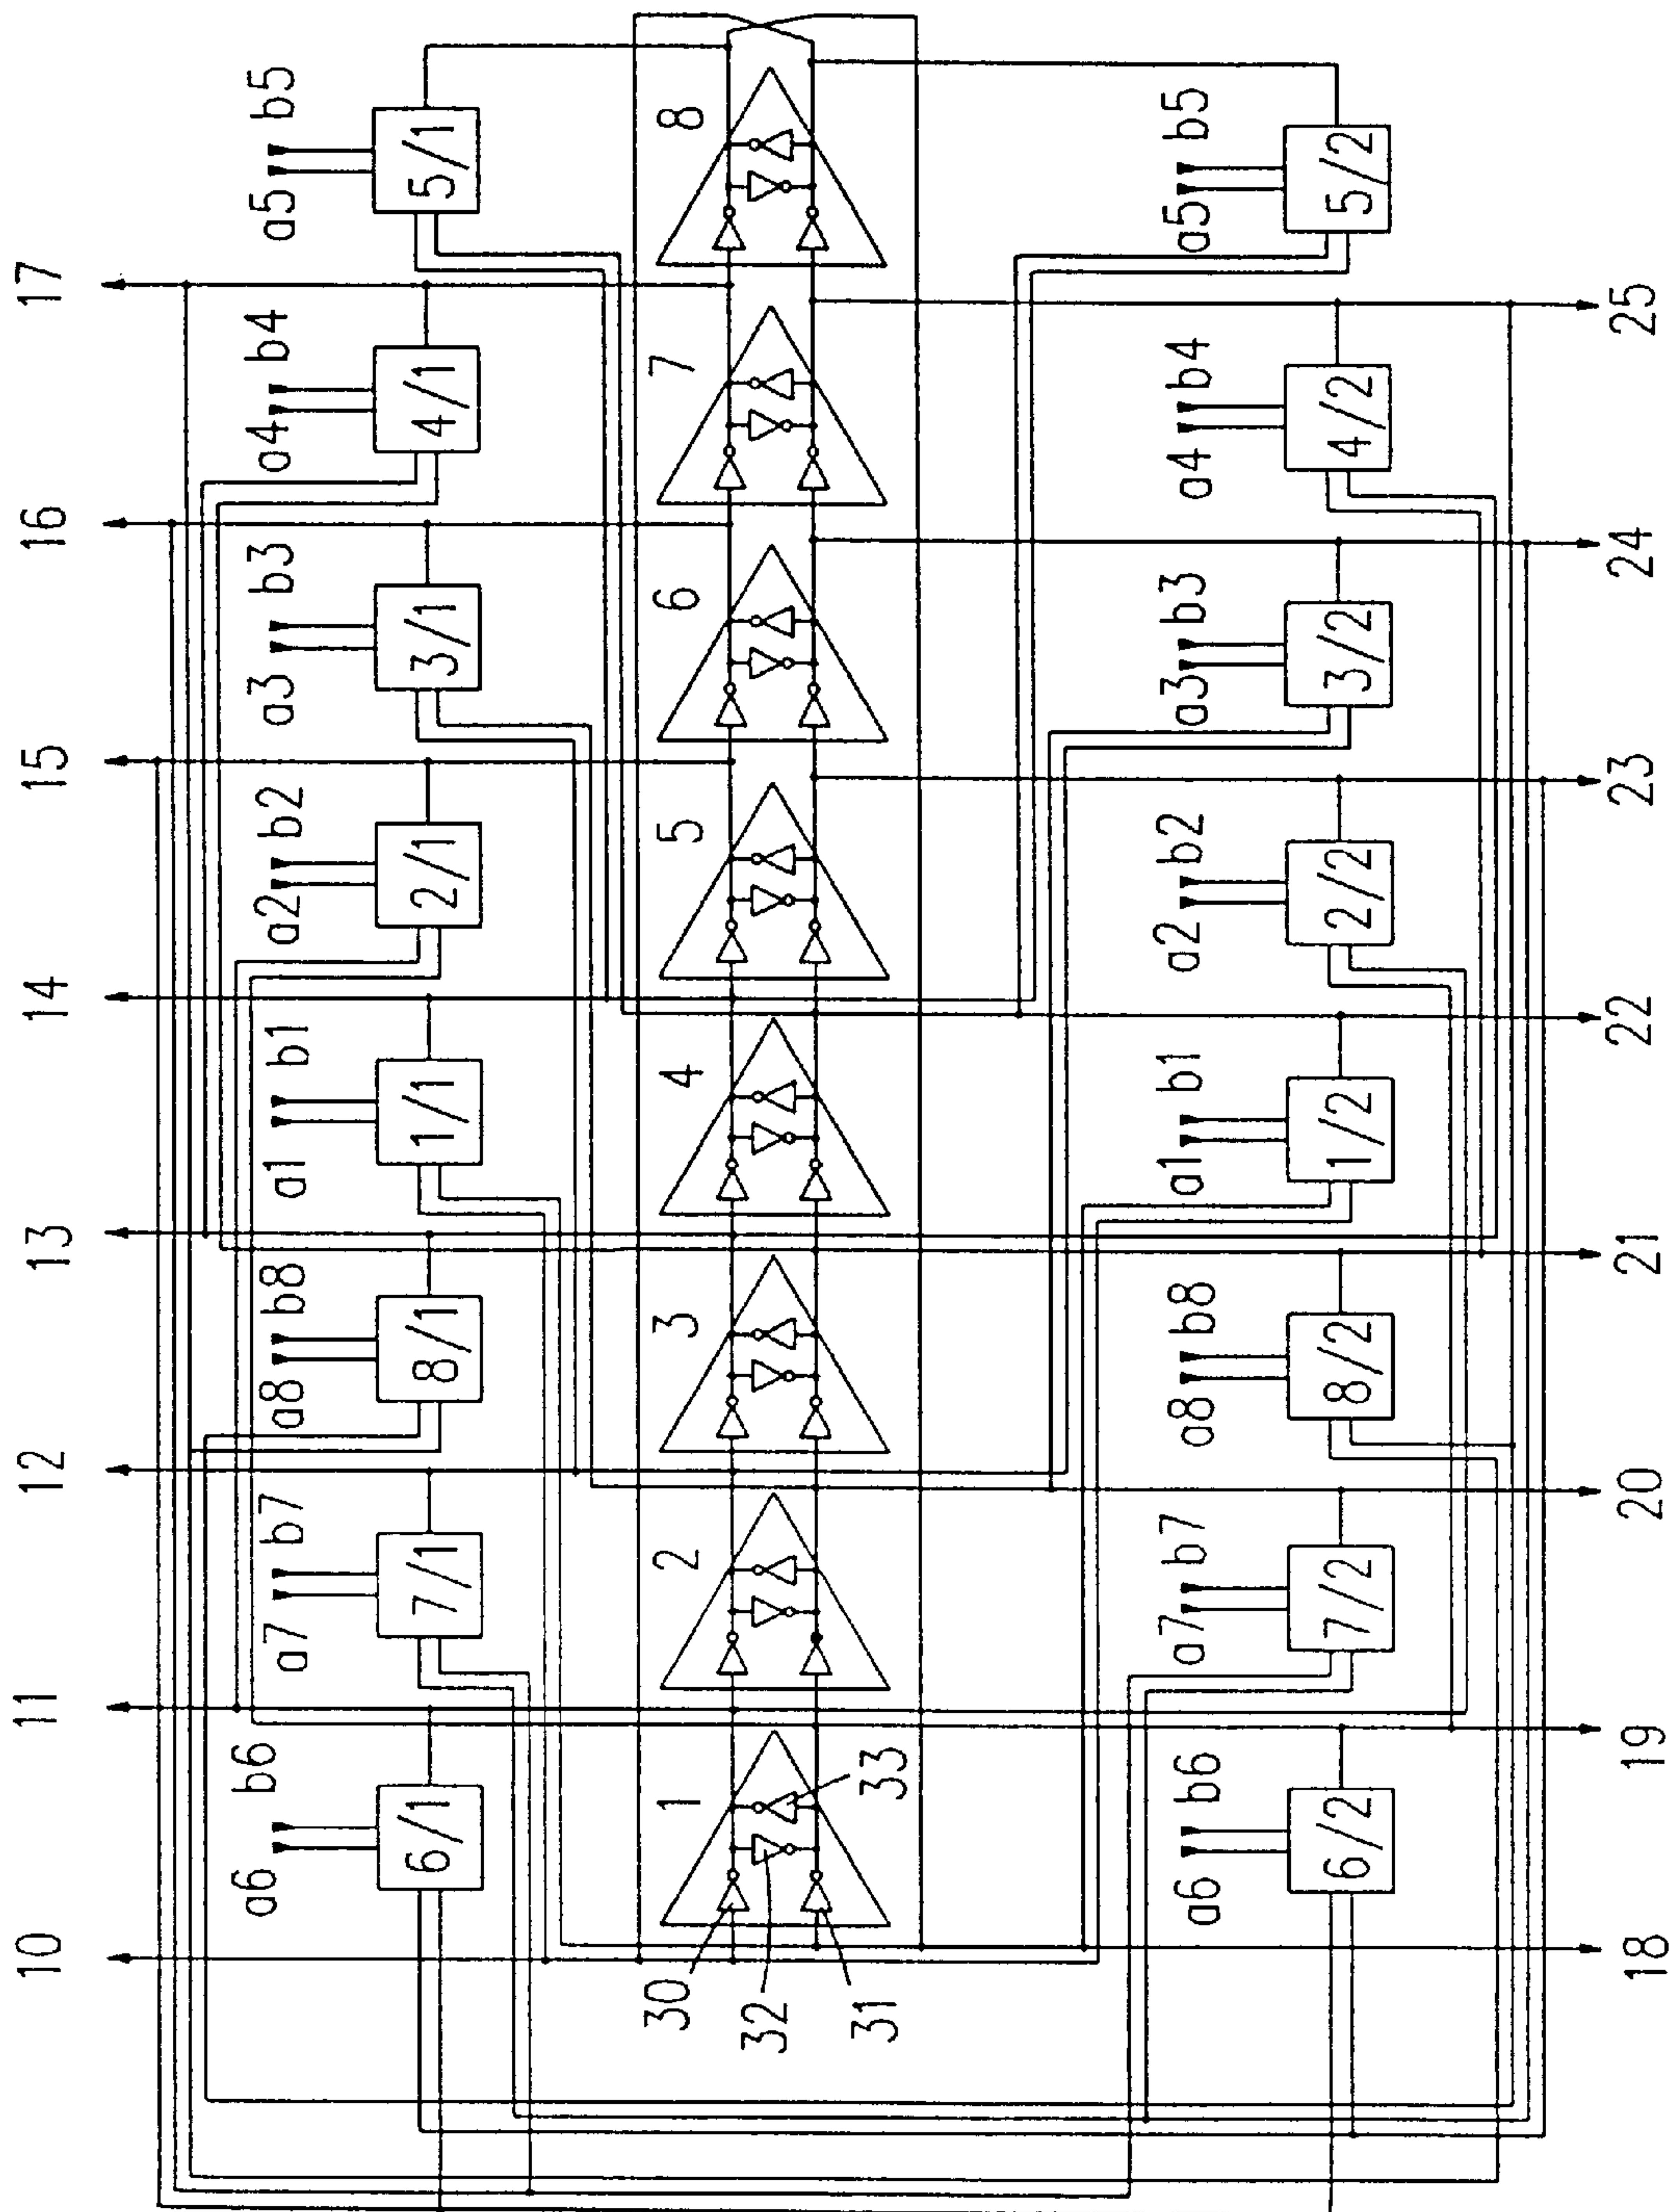 10 11 12 13 14 15 16 17
a6 b6 a7 b7 a8 b8 a1 b1 a2 b2 a3 b3 a4 b4 a5 b5
6/1 7/1 8/1 1/1 2/1 3/1 4/1 5/1
1 2 3 4 5 6 7 8
30
32
31 33
a6 b6 a7 b7 a8 b8 a1 b1 a2 b2 a3 b3 a4 b4 a5 b5
6/2 7/2 8/2 1/2 2/2 3/2 4/2 5/2
18 19 20 21 22 23 24 25